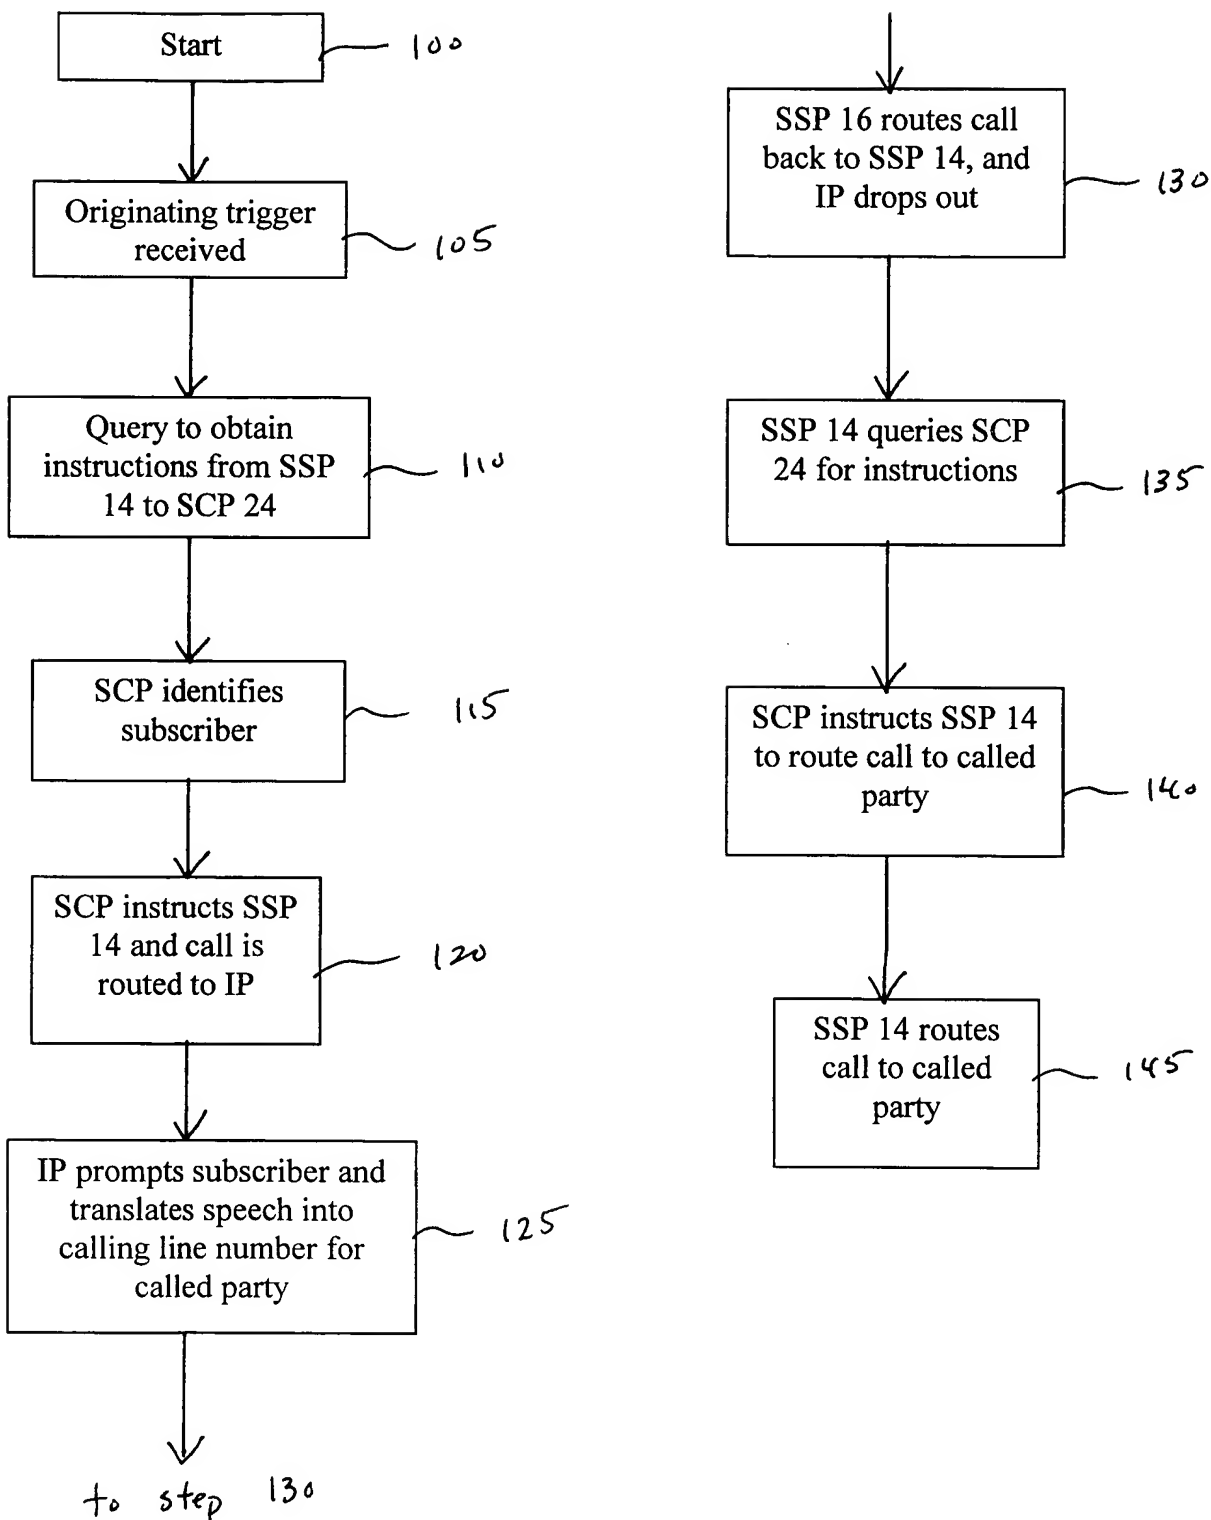 Start
100
Originating trigger
received
105
Query to obtain
instructions from SSP
14 to SCP 24
110
SCP identifies
subscriber
115
SCP instructs SSP
14 and call is
routed to IP
120
IP prompts subscriber and
translates speech into
calling line number for
called party
125
to step 130
SSP 16 routes call
back to SSP 14, and
IP drops out
130
SSP 14 queries SCP
24 for instructions
135
SCP instructs SSP 14
to route call to called
party
140
SSP 14 routes
call to called
party
145